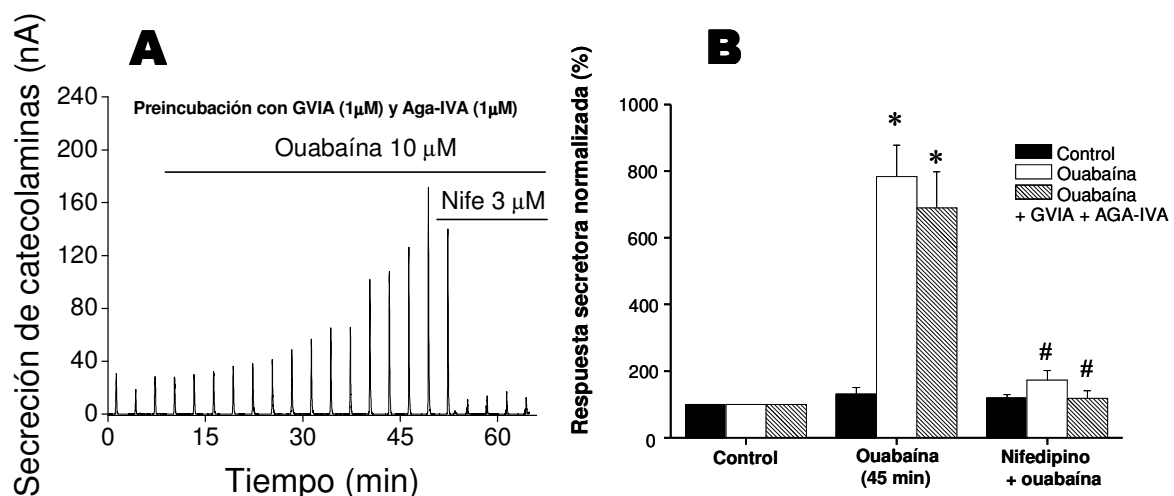 A
Secreción de catecolaminas (nA)
240
200
160
120
80
40
0
Preincubación con GVIA (1µM) y Aga-IVA (1µM)
Ouabaína 10 µM
Nife 3 µM
0 15 30 45 60
Tiempo (min)
B
Respuesta secretora normalizada (%)
1000
800
600
400
200
0
*
*
#
#
Control
Ouabaína
Ouabaína
+ GVIA + AGA-IVA
Control
Ouabaína
(45 min)
Nifedipino
+ ouabaína